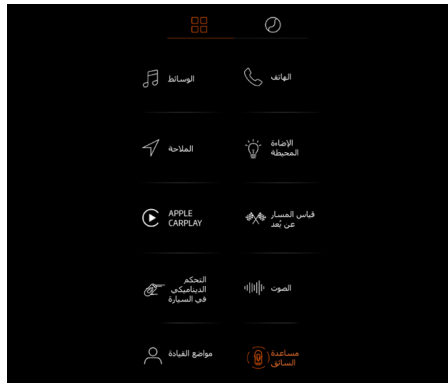 الهاتف
الوسائط
الإضاءة
المحيطة
الملاحة
قياس المسار
عن بُعد
APPLE
CARPLAY
الصوت
التحكم
الديناميكي
في السيارة
مساعدة
السائق
مواضع القيادة